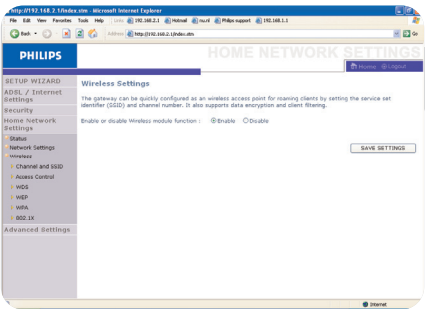 http://192.168.2.1/index.stm - Microsoft Internet Explorer
File Edit View Favorites Tools Help Links 192.168.2.1 Hotmail nu.nl Philips support 192.168.1.1
Back Address http://192.168.2.1/index.stm Go
PHILIPS
HOME NETWORK SETTINGS
Home Logout
SETUP WIZARD
ADSL / Internet Settings
Security
Home Network Settings
Status
Network Settings
Wireless
Channel and SSID
Access Control
WDS
WEP
WPA
802.1X
Advanced Settings
Wireless Settings
The gateway can be quickly configured as an wireless access point for roaming clients by setting the service set
identifier (SSID) and channel number. It also supports data encryption and client filtering.
Enable or disable Wireless module function : Enable Disable
SAVE SETTINGS
Internet